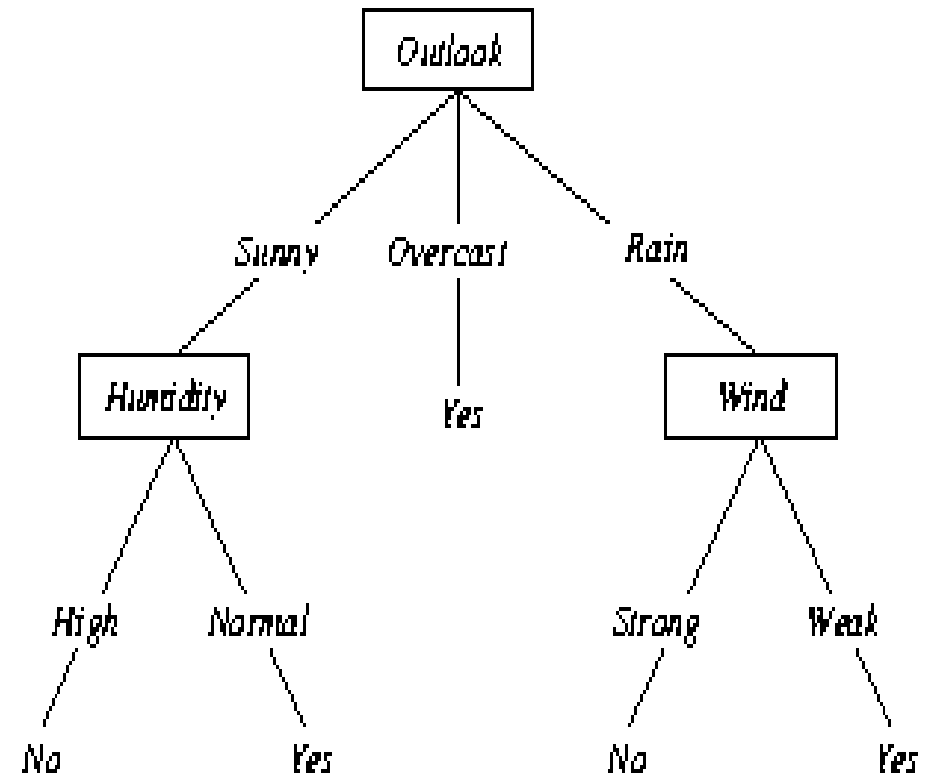 Outlook
Sunny Overcast Rain
Humidity Yes Wind
High Normal Strong Weak
No Yes No Yes